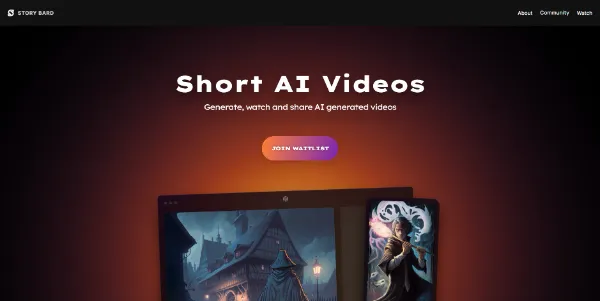 STORY BARD
About Community Watch
Short AI Videos
Generate, watch and share AI generated videos
JOIN WAITLIST